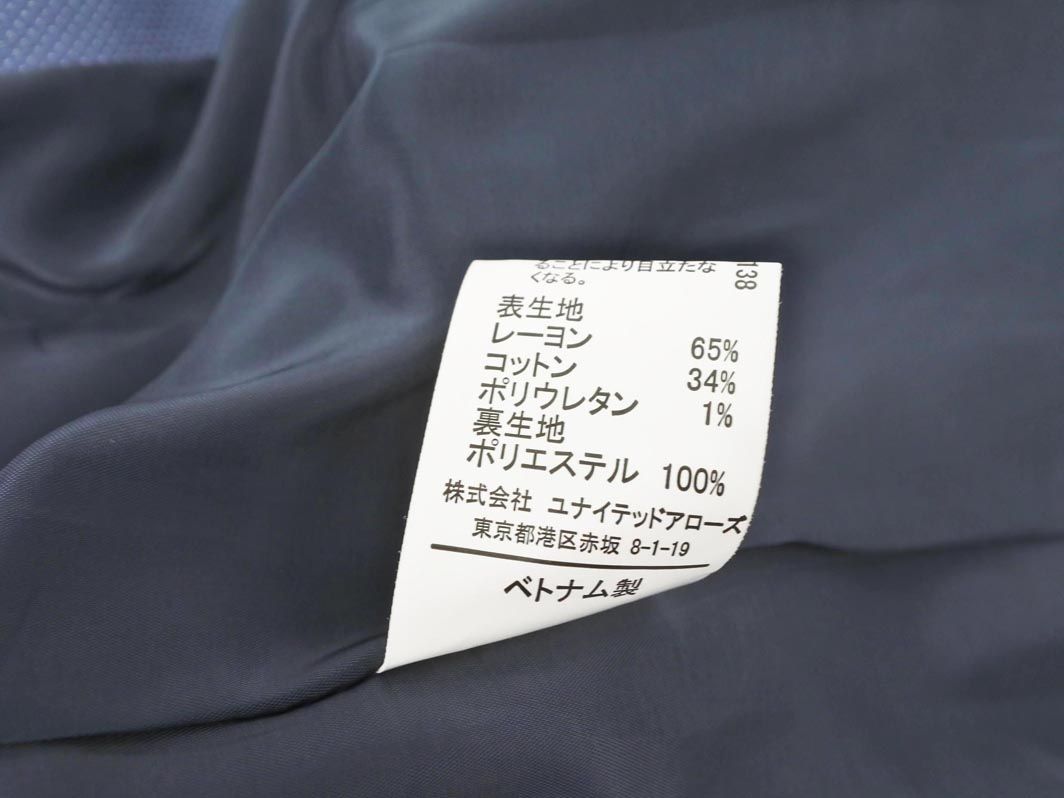 ることにより目立たな
くなる。
138
表生地
レーヨン 65%
コットン 34%
ポリウレタン 1%
裏生地
ポリエステル 100%
株式会社 ユナイテッドアローズ
東京都港区赤坂 8-1-19
ベトナム製